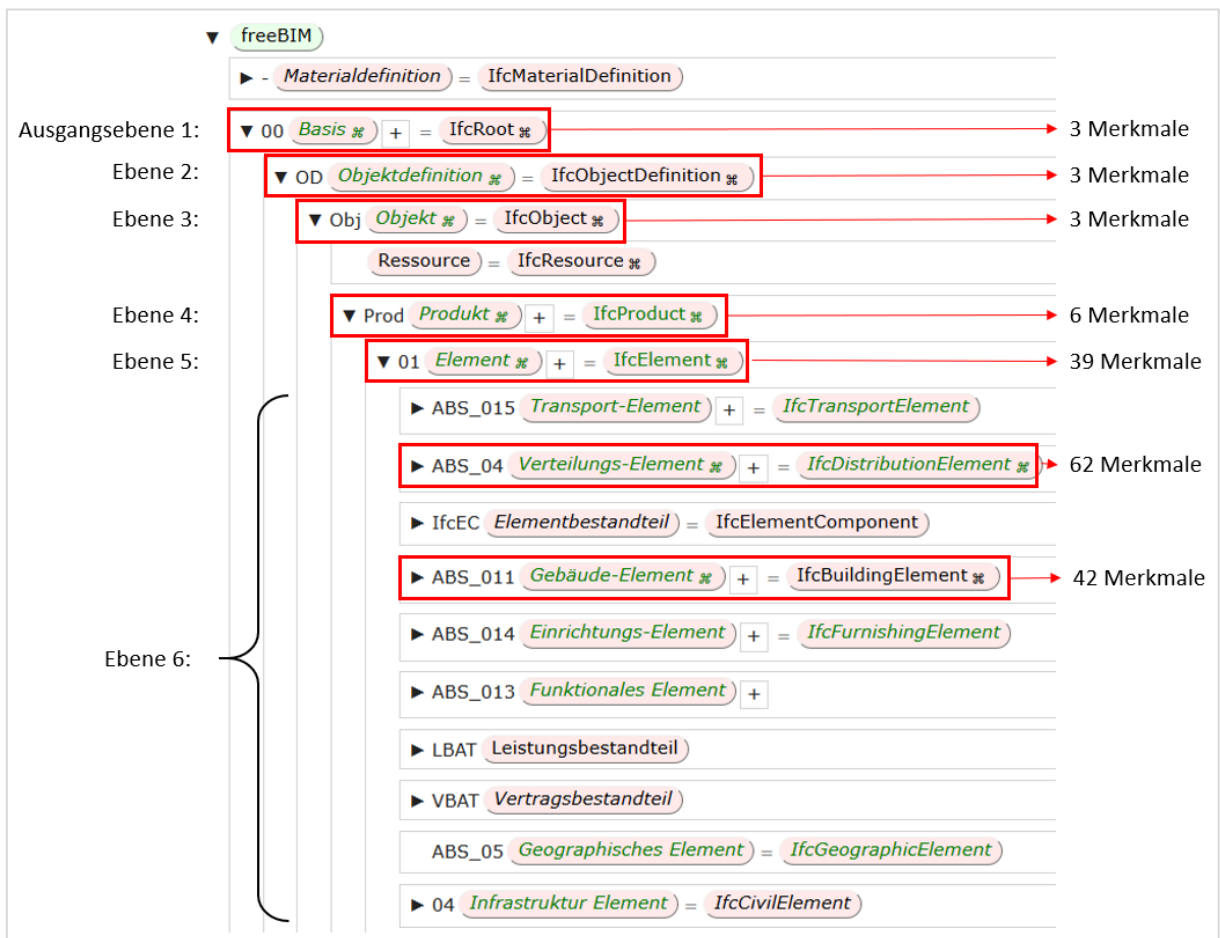 ▼ freeBIM
▶ - Materialdefinition = IfcMaterialDefinition
Ausgangsebene 1: ▼ 00 Basis ⌘ + = IfcRoot ⌘ 3 Merkmale
Ebene 2: ▼ OD Objektdefinition ⌘ = IfcObjectDefinition ⌘ 3 Merkmale
Ebene 3: ▼ Obj Objekt ⌘ = IfcObject ⌘ 3 Merkmale
Ressource = IfcResource ⌘
Ebene 4: ▼ Prod Produkt ⌘ + = IfcProduct ⌘ 6 Merkmale
Ebene 5: ▼ 01 Element ⌘ + = IfcElement ⌘ 39 Merkmale
▶ ABS_015 Transport-Element + = IfcTransportElement
▶ ABS_04 Verteilungs-Element ⌘ + = IfcDistributionElement ⌘ 62 Merkmale
▶ IfcEC Elementbestandteil = IfcElementComponent
▶ ABS_011 Gebäude-Element ⌘ + = IfcBuildingElement ⌘ 42 Merkmale
▶ ABS_014 Einrichtungs-Element + = IfcFurnishingElement
Ebene 6:
▶ ABS_013 Funktionales Element +
▶ LBAT Leistungsbestandteil
▶ VBAT Vertragsbestandteil
ABS_05 Geographisches Element = IfcGeographicElement
▶ 04 Infrastruktur Element = IfcCivilElement